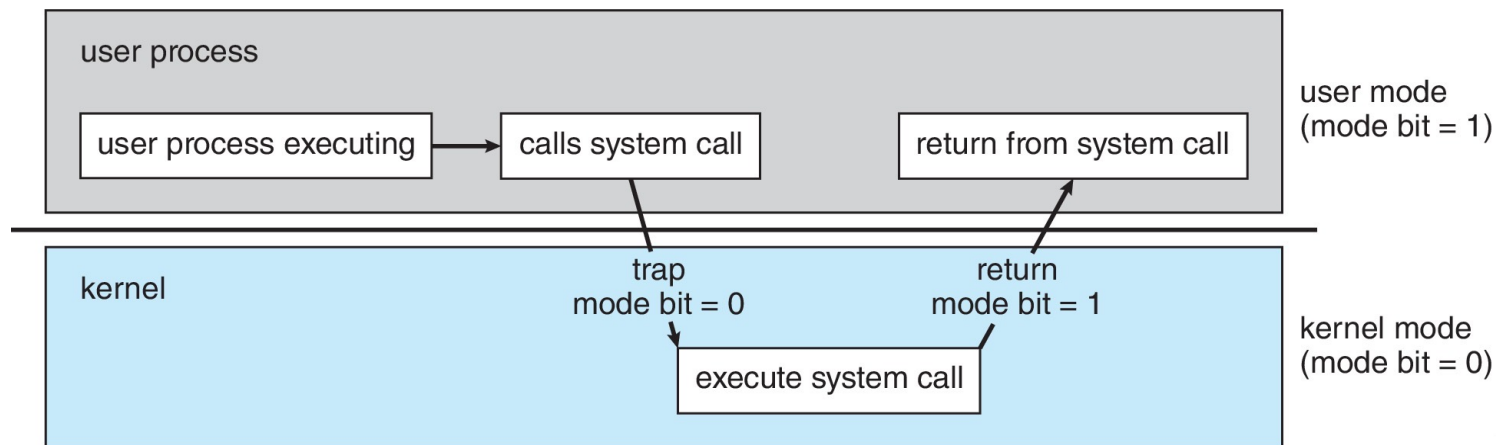 user process
user process executing
calls system call
return from system call
user mode
(mode bit = 1)
trap
mode bit = 0
return
mode bit = 1
kernel
execute system call
kernel mode
(mode bit = 0)